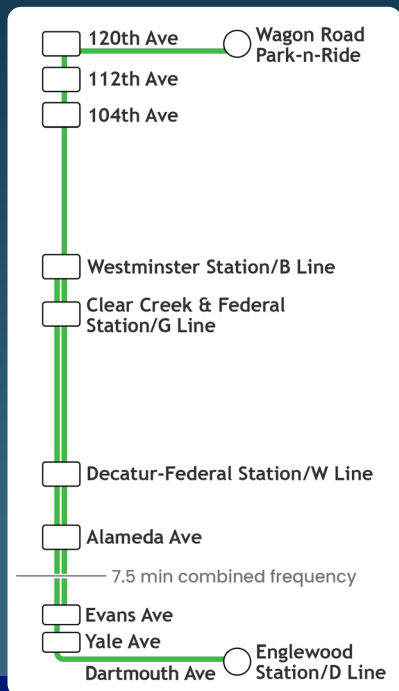 120th Ave
Wagon Road
Park-n-Ride
112th Ave
104th Ave
Westminster Station/B Line
Clear Creek & Federal
Station/G Line
Decatur-Federal Station/W Line
Alameda Ave
7.5 min combined frequency
Evans Ave
Yale Ave
Dartmouth Ave
Englewood
Station/D Line